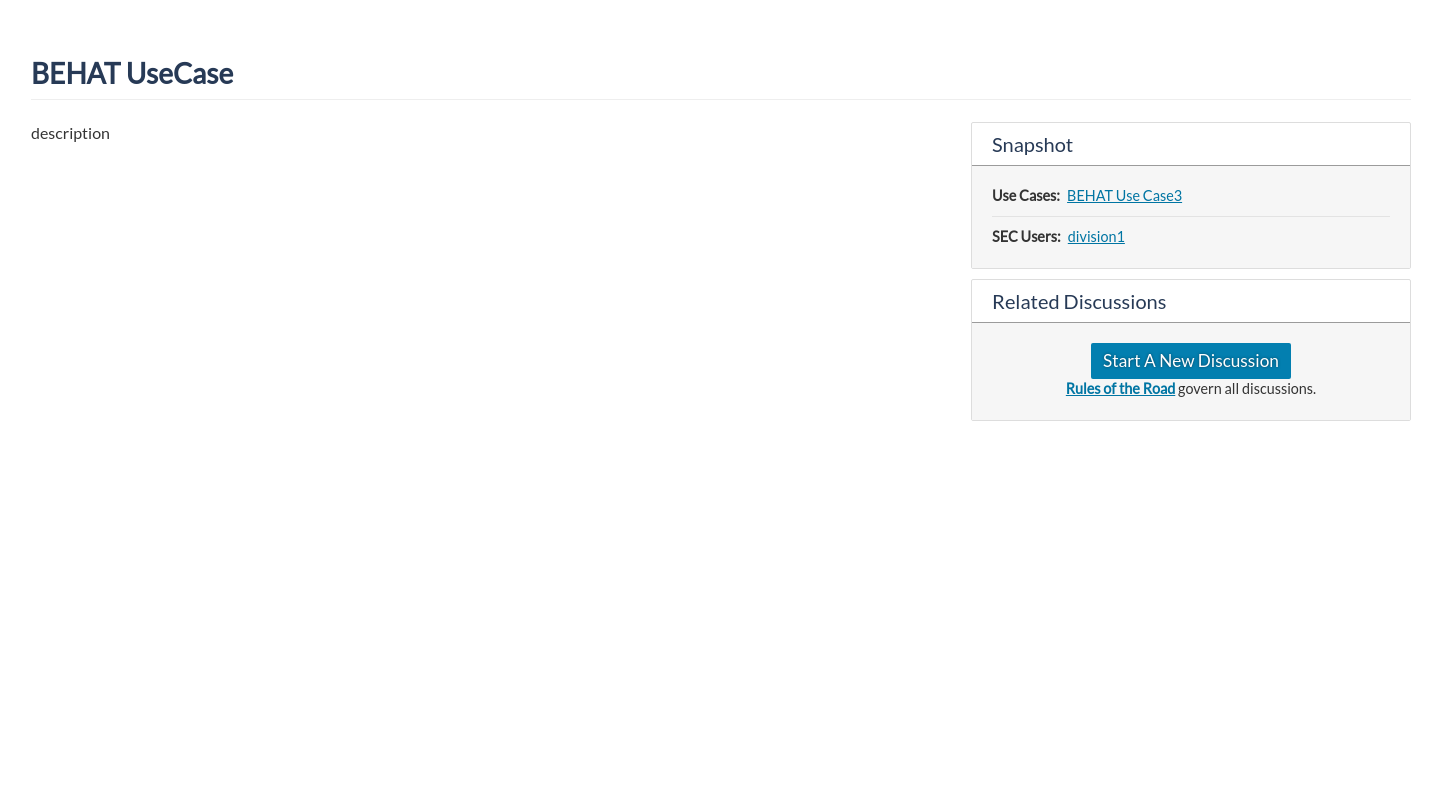 BEHAT UseCase
description
Snapshot
Use Cases: BEHAT Use Case3
SEC Users: division1
Related Discussions
Start A New Discussion
Rules of the Road govern all discussions.